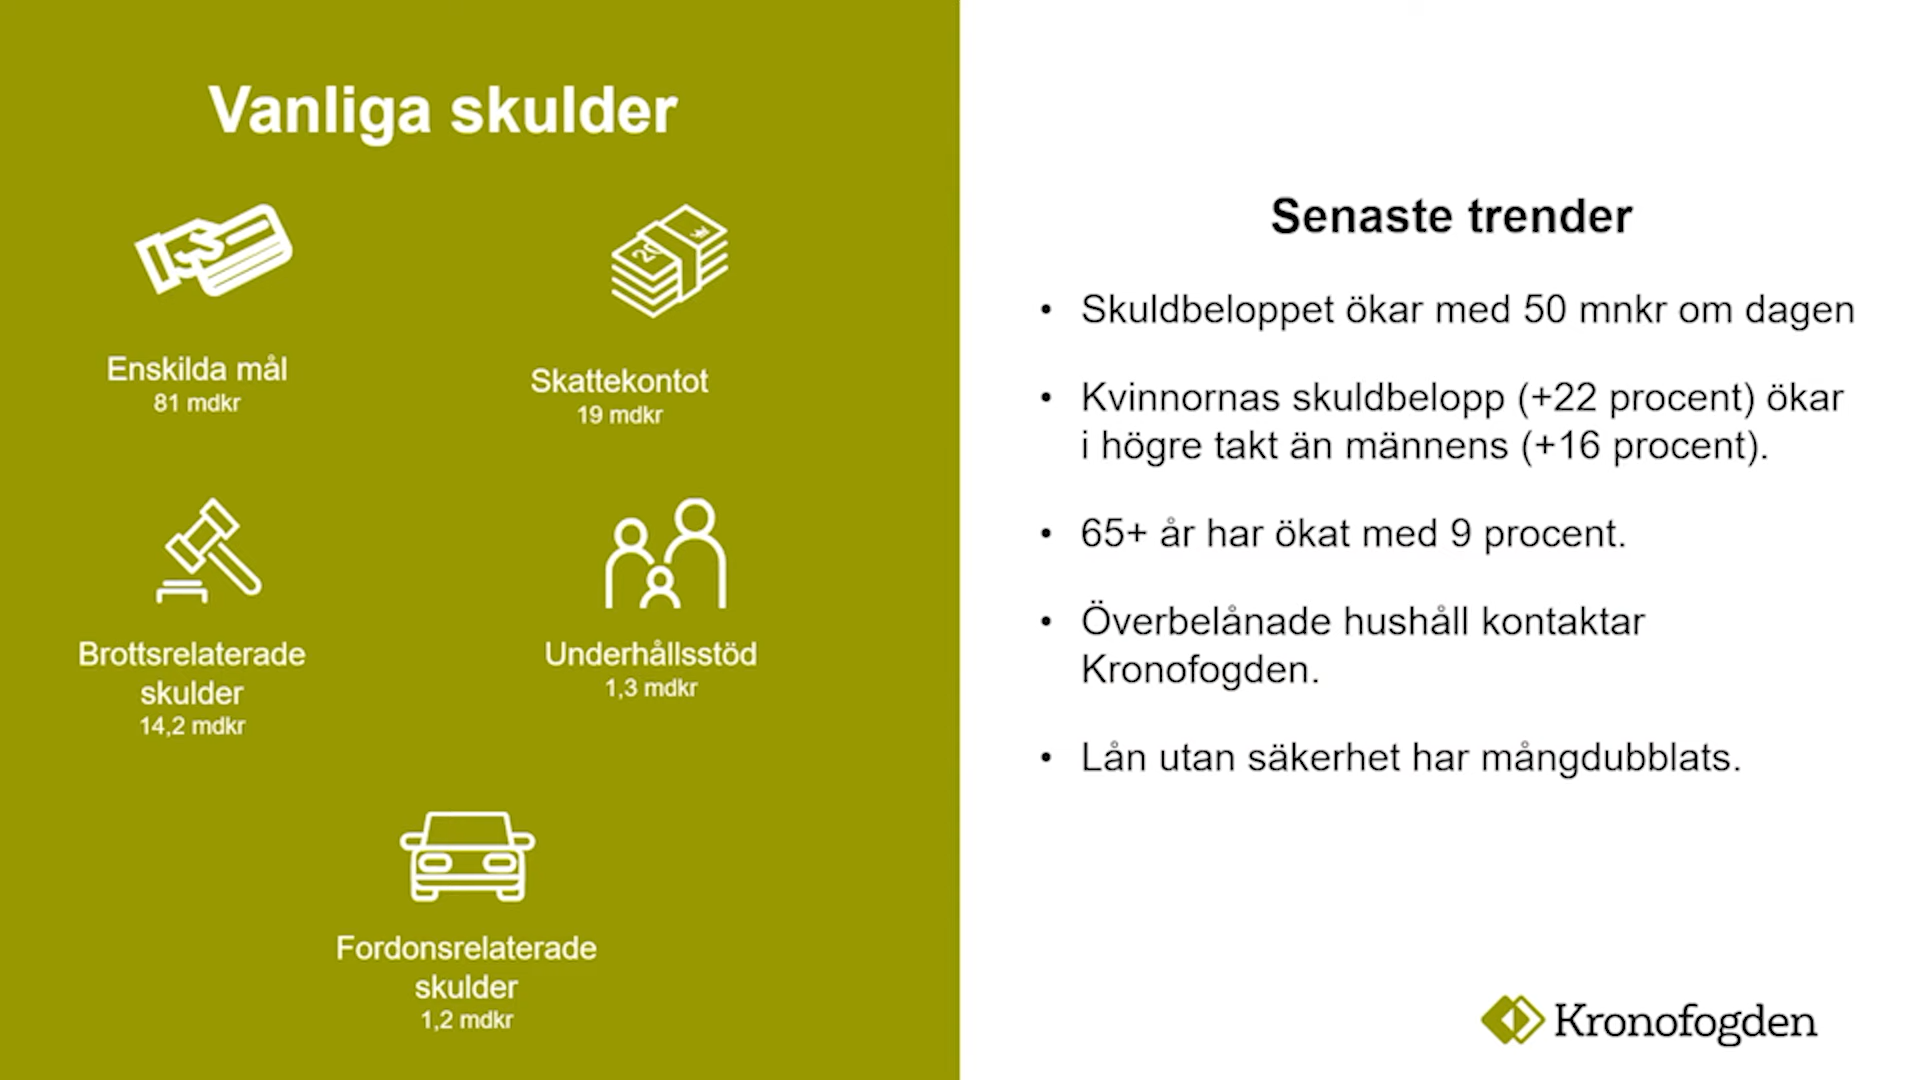 Vanliga skulder
Enskilda mål
81 mdkr
Skattekontot
19 mdkr
Brottsrelaterade
skulder
14,2 mdkr
Underhållsstöd
1,3 mdkr
Fordonsrelaterade
skulder
1,2 mdkr
Senaste trender
• Skuldbeloppet ökar med 50 mnkr om dagen
• Kvinnornas skuldbelopp (+22 procent) ökar
i högre takt än männens (+16 procent).
• 65+ år har ökat med 9 procent.
• Överbelånade hushåll kontaktar
Kronofogden.
• Lån utan säkerhet har mångdubblats.
Kronofogden